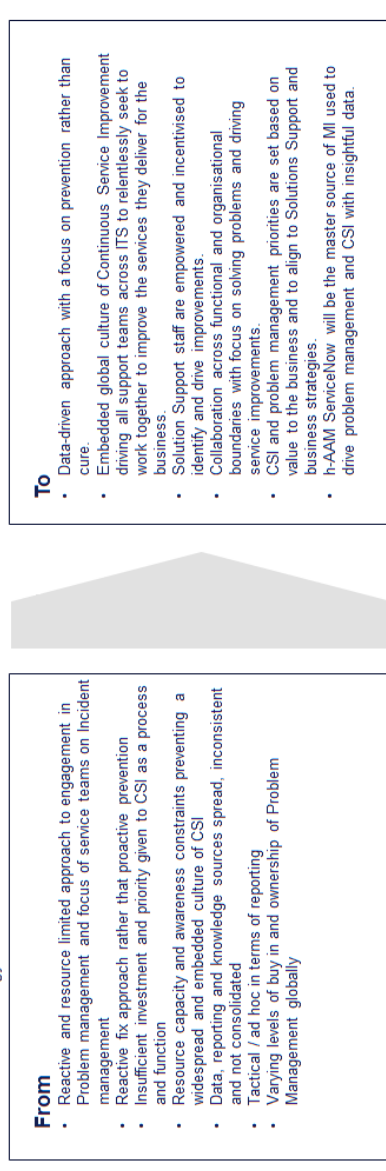 From
• Reactive and resource limited approach to engagement in
Problem management and focus of service teams on Incident
management
• Reactive fix approach rather that proactive prevention
• Insufficient investment and priority given to CSI as a process
and function
• Resource capacity and awareness constraints preventing a
widespread and embedded culture of CSI
• Data, reporting and knowledge sources spread, inconsistent
and not consolidated
• Tactical / ad hoc in terms of reporting
• Varying levels of buy in and ownership of Problem
Management globally
To
• Data-driven approach with a focus on prevention rather than
cure.
• Embedded global culture of Continuous Service Improvement
driving all support teams across ITS to relentlessly seek to
work together to improve the services they deliver for the
business.
• Solution Support staff are empowered and incentivised to
identify and drive improvements.
• Collaboration across functional and organisational
boundaries with focus on solving problems and driving
service improvements.
• CSI and problem management priorities are set based on
value to the business and to align to Solutions Support and
business strategies.
• h-AAM ServiceNow will be the master source of MI used to
drive problem management and CSI with insightful data.